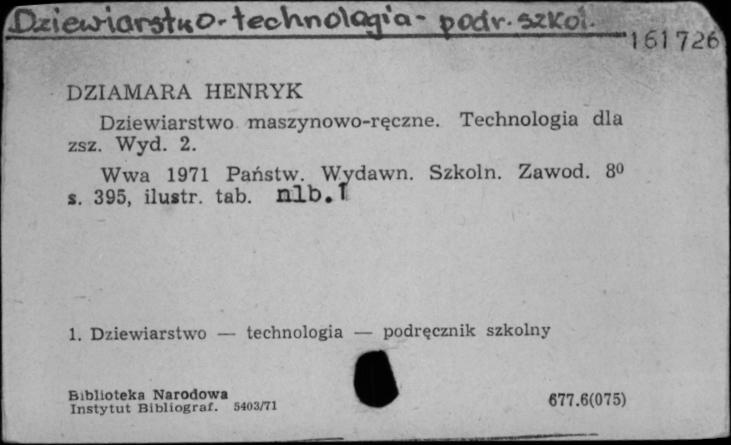 Dziewiarstwo-technologia- podr. szkol.
161726
DZIAMARA HENRYK
Dziewiarstwo maszynowo-ręczne. Technologia dla
zsz. Wyd. 2.
Wwa 1971 Państw. Wydawn. Szkoln. Zawod. 8⁰
s. 395, ilustr. tab. nlb.1
1. Dziewiarstwo — technologia — podręcznik szkolny
Biblioteka Narodowa
Instytut Bibliograf. 5403/71
677.6(075)